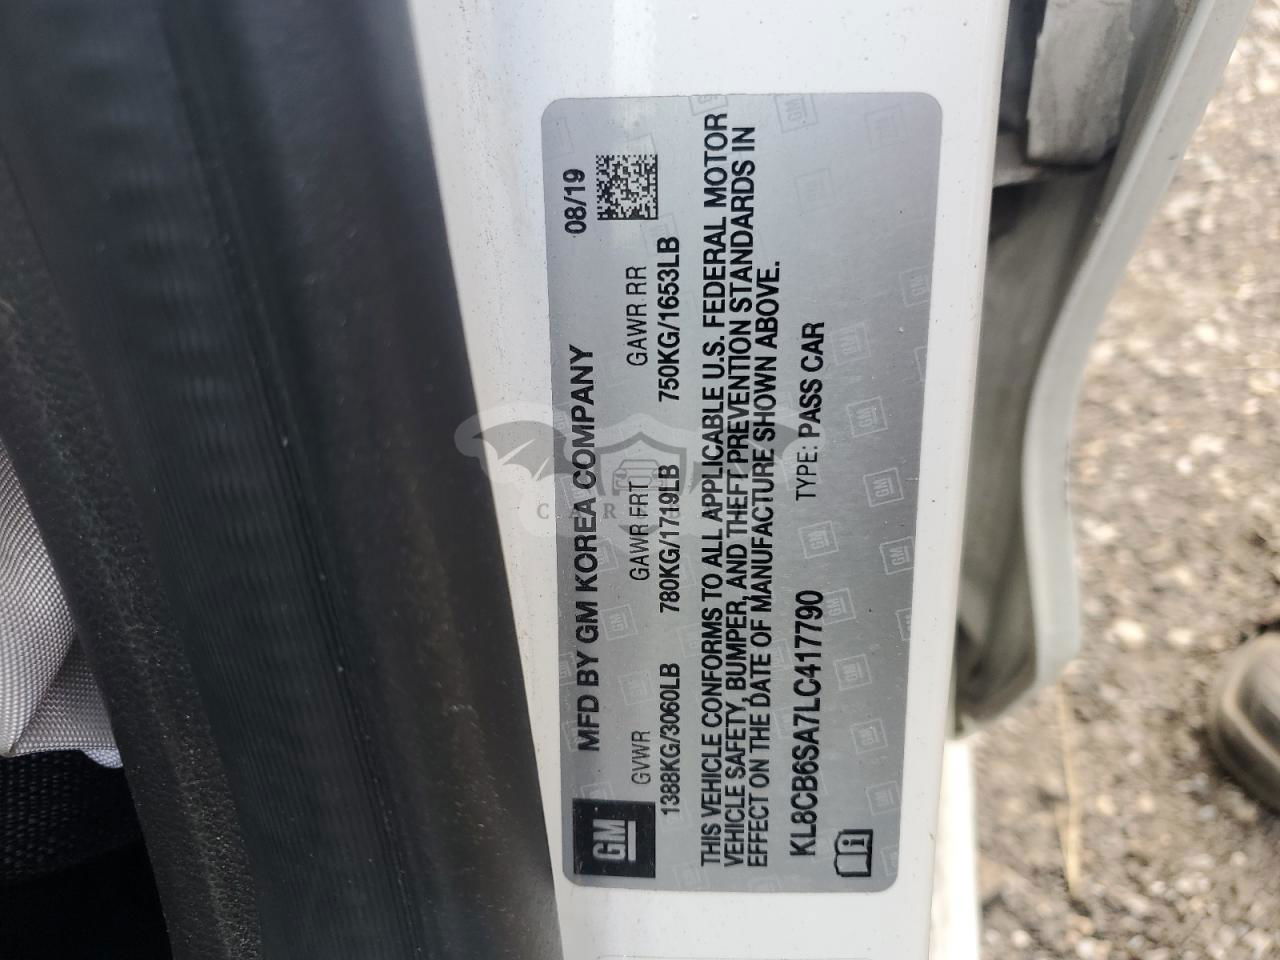 GM
MFD BY GM KOREA COMPANY
08/19
GVWR
GAWR FRT
GAWR RR
1388KG/3060LB
780KG/1719LB
750KG/1653LB
THIS VEHICLE CONFORMS TO ALL APPLICABLE U.S. FEDERAL MOTOR
VEHICLE SAFETY, BUMPER, AND THEFT PREVENTION STANDARDS IN
EFFECT ON THE DATE OF MANUFACTURE SHOWN ABOVE.
KL8CB6SA7LC417790
TYPE: PASS CAR